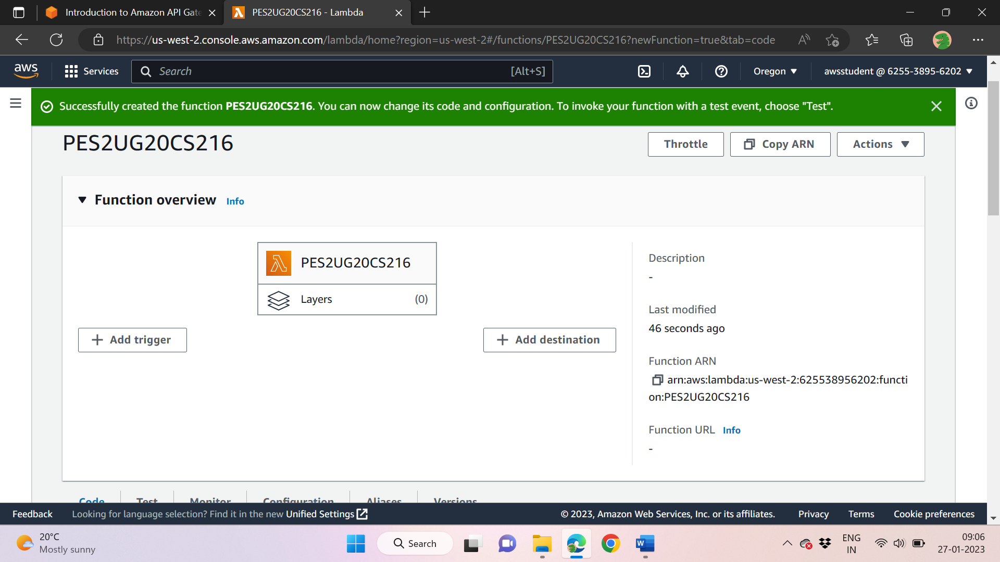 Introduction to Amazon API Gate
PES2UG20CS216 - Lambda
https://us-west-2.console.aws.amazon.com/lambda/home?region=us-west-2#/functions/PES2UG20CS216?newFunction=true&tab=code
aws
Services
Search
[Alt+S]
Oregon
awsstudent @ 6255-3895-6202
Successfully created the function PES2UG20CS216. You can now change its code and configuration. To invoke your function with a test event, choose "Test".
PES2UG20CS216
Throttle
Copy ARN
Actions
Function overview Info
PES2UG20CS216
Layers (0)
+ Add trigger
+ Add destination
Description
-
Last modified
46 seconds ago
Function ARN
arn:aws:lambda:us-west-2:625538956202:functi
on:PES2UG20CS216
Function URL Info
-
Code
Test
Monitor
Configuration
Aliases
Versions
Feedback
Looking for language selection? Find it in the new Unified Settings
© 2023, Amazon Web Services, Inc. or its affiliates.
Privacy
Terms
Cookie preferences
20°C
Mostly sunny
Search
W
ENG
IN
09:06
27-01-2023